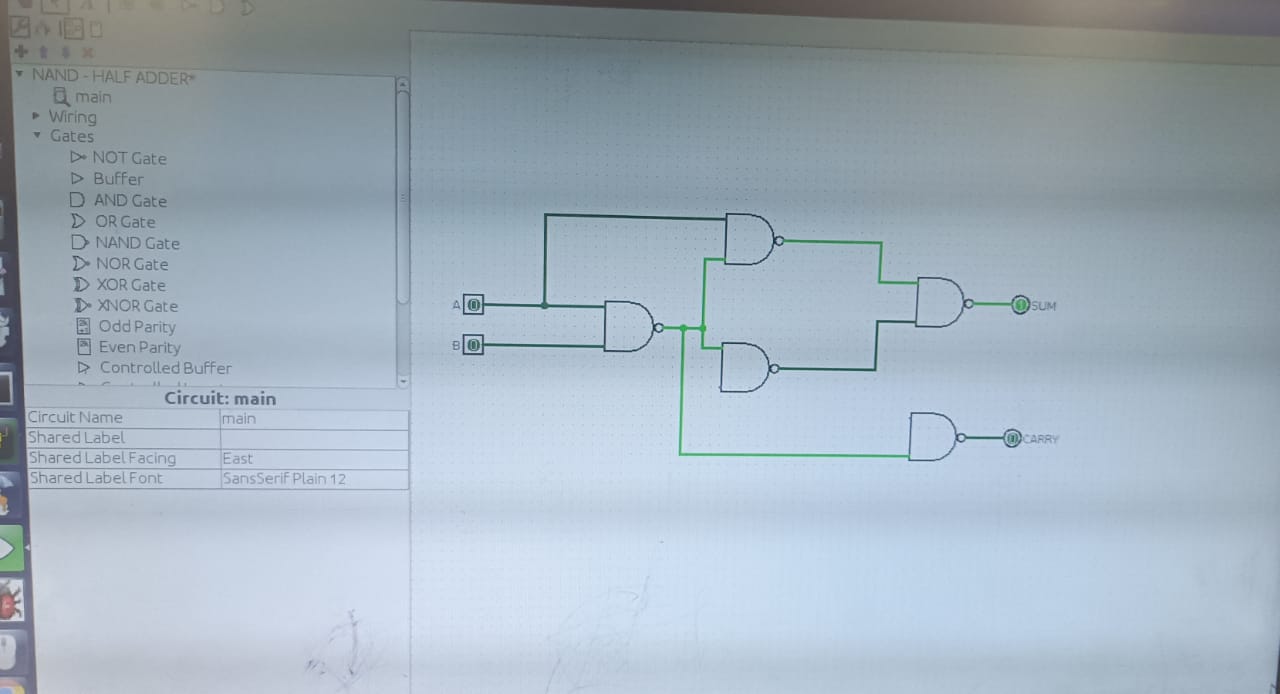 NAND - HALF ADDER*
main
Wiring
Gates
NOT Gate
Buffer
AND Gate
OR Gate
NAND Gate
NOR Gate
XOR Gate
XNOR Gate
Odd Parity
Even Parity
Controlled Buffer
Circuit: main
Circuit Name main
Shared Label
Shared Label Facing East
Shared Label Font SansSerif Plain 12
A 0
B 0
1 SUM
0 CARRY